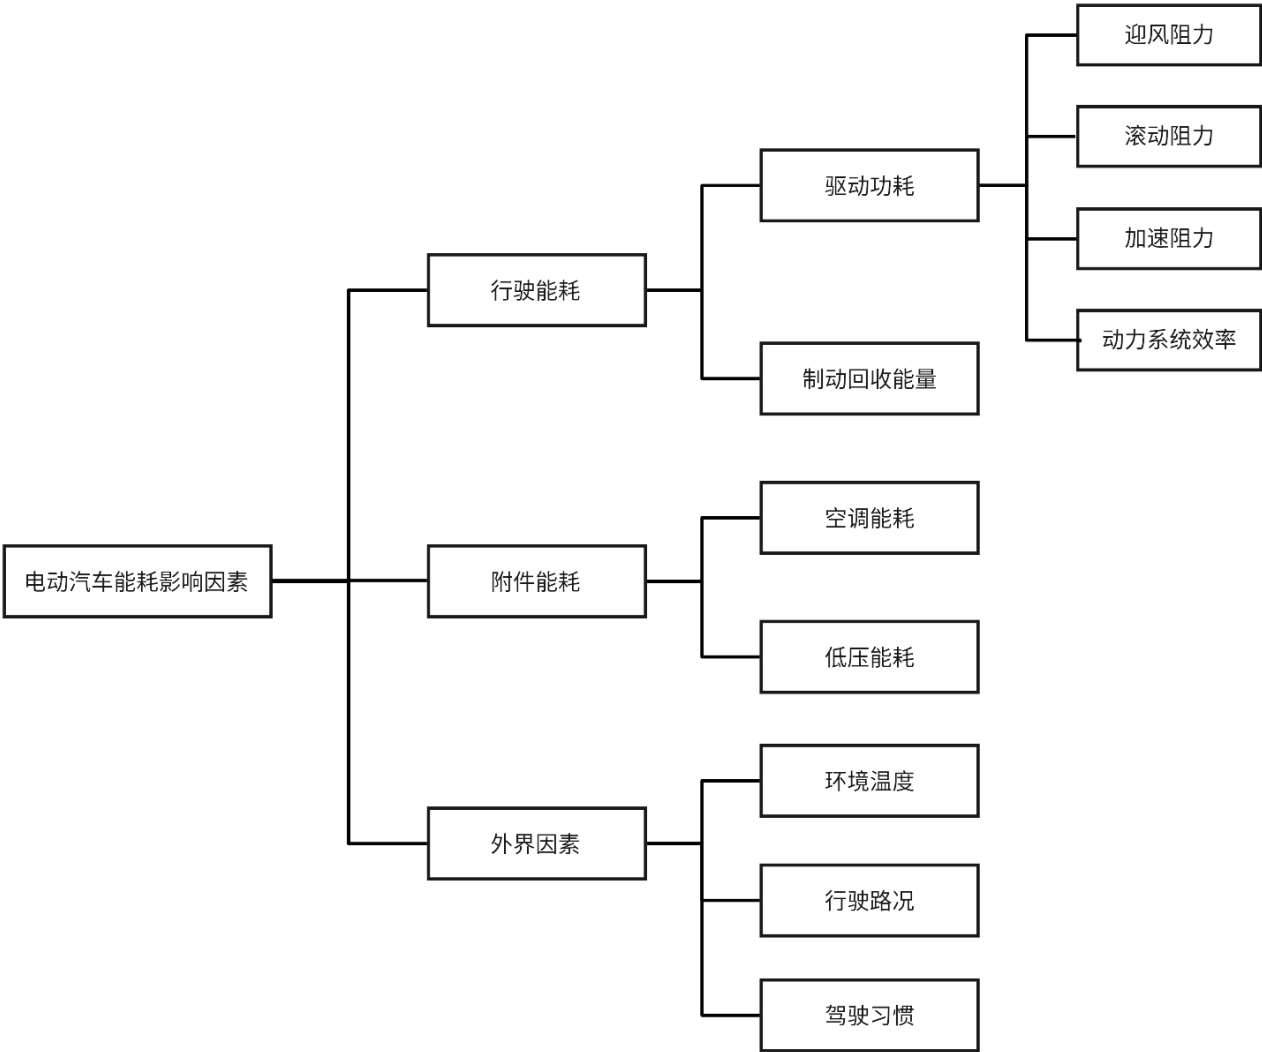 迎风阻力
滚动阻力
驱动功耗
加速阻力
行驶能耗
动力系统效率
制动回收能量
空调能耗
电动汽车能耗影响因素
附件能耗
低压能耗
环境温度
外界因素
行驶路况
驾驶习惯